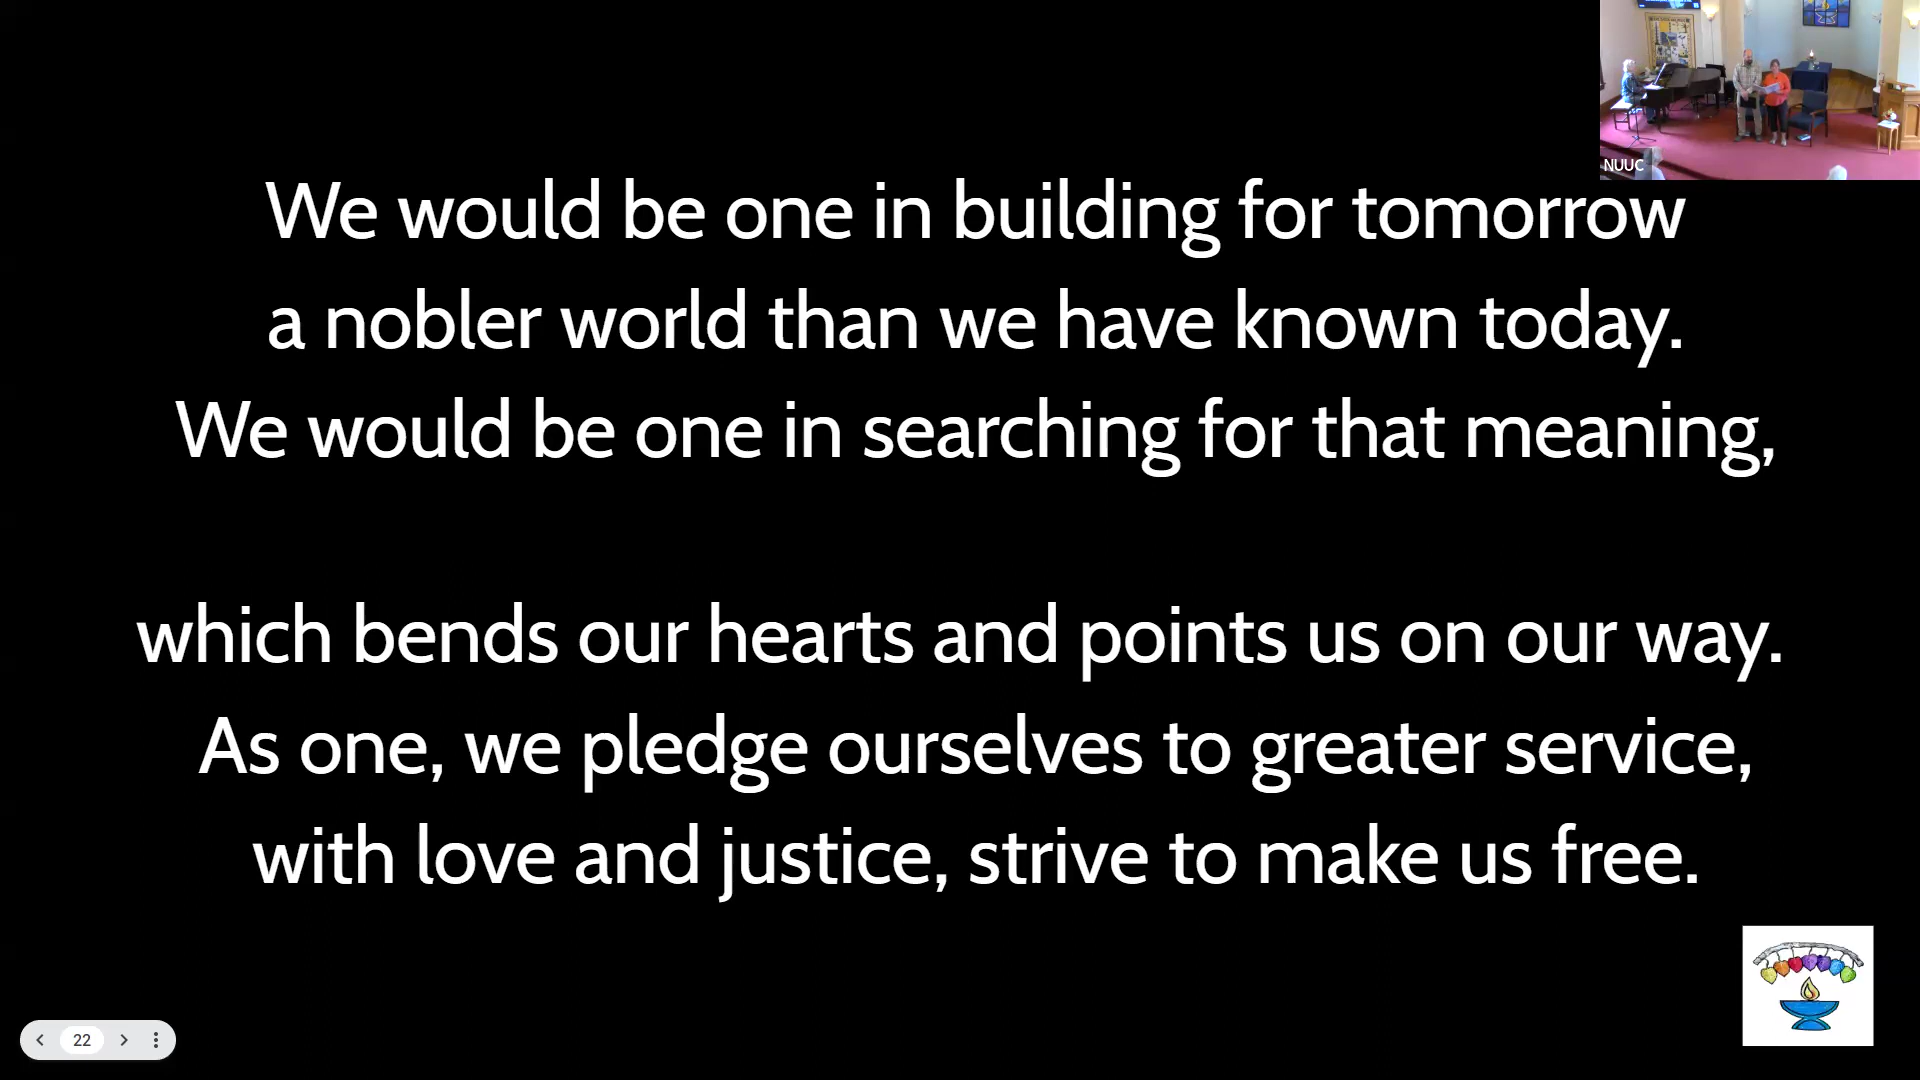 NUUC
We would be one in building for tomorrow
a nobler world than we have known today.
We would be one in searching for that meaning,
which bends our hearts and points us on our way.
As one, we pledge ourselves to greater service,
with love and justice, strive to make us free.
22